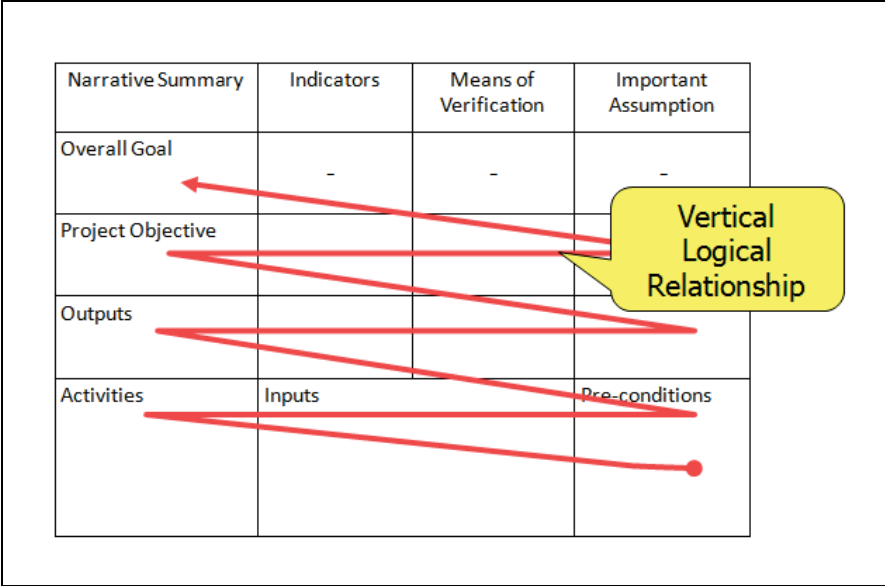 Narrative Summary
Indicators
Means of
Verification
Important
Assumption
Overall Goal
-
-
-
Vertical
Logical
Relationship
Project Objective
Outputs
Activities
Inputs
Pre-conditions